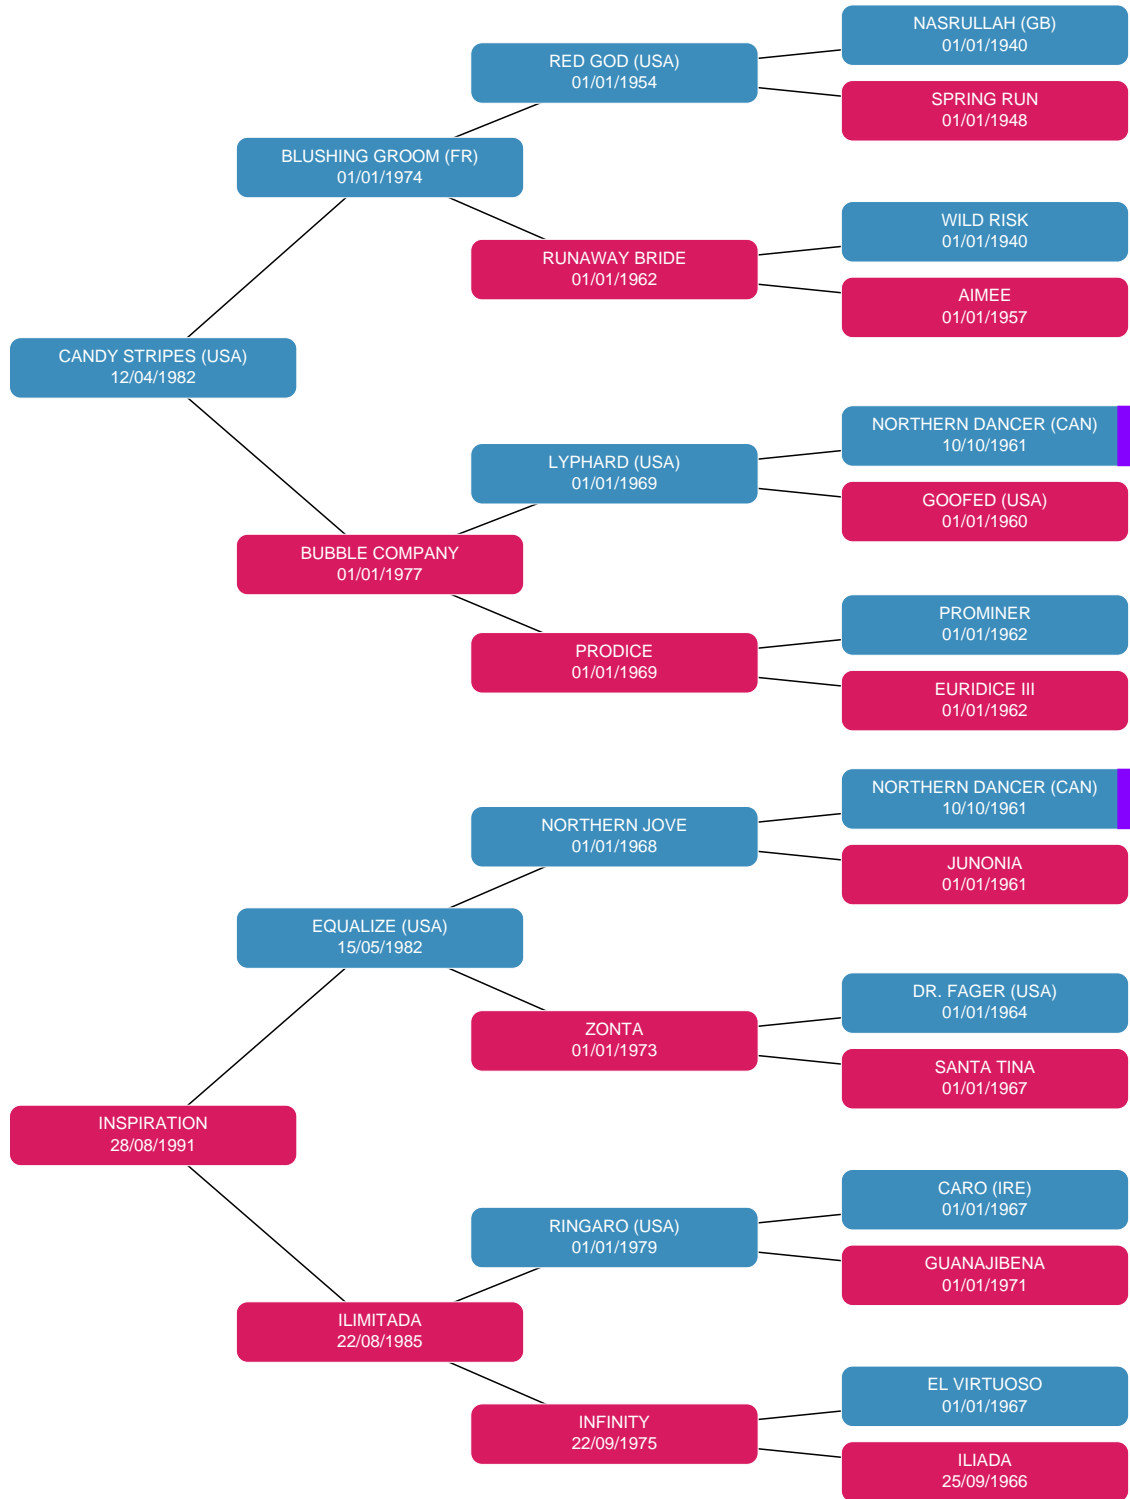 NASRULLAH (GB)
01/01/1940
RED GOD (USA)
01/01/1954
SPRING RUN
01/01/1948
BLUSHING GROOM (FR)
01/01/1974
WILD RISK
01/01/1940
RUNAWAY BRIDE
01/01/1962
AIMEE
01/01/1957
CANDY STRIPES (USA)
12/04/1982
NORTHERN DANCER (CAN)
10/10/1961
LYPHARD (USA)
01/01/1969
GOOFED (USA)
01/01/1960
BUBBLE COMPANY
01/01/1977
PROMINER
01/01/1962
PRODICE
01/01/1969
EURIDICE III
01/01/1962
NORTHERN DANCER (CAN)
10/10/1961
NORTHERN JOVE
01/01/1968
JUNONIA
01/01/1961
EQUALIZE (USA)
15/05/1982
DR. FAGER (USA)
01/01/1964
ZONTA
01/01/1973
SANTA TINA
01/01/1967
INSPIRATION
28/08/1991
CARO (IRE)
01/01/1967
RINGARO (USA)
01/01/1979
GUANAJIBENA
01/01/1971
ILIMITADA
22/08/1985
EL VIRTUOSO
01/01/1967
INFINITY
22/09/1975
ILIADA
25/09/1966